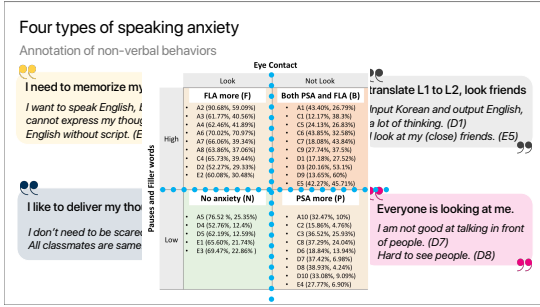 Four types of speaking anxiety
Annotation of non-verbal behaviors
Eye Contact
Look
Not Look
Pauses and Filler words
High
Low
I need to memorize my
I want to speak English, b
cannot express my thoug
English without script. (E
FLA more (F)
• A2 (90.68%, 59.09%)
• A3 (61.77%, 40.56%)
• A4 (62.46%, 41.89%)
• A6 (70.02%, 70.97%)
• A7 (66.06%, 39.34%)
• A8 (63.86%, 37.06%)
• C4 (65.73%, 39.44%)
• D2 (52.27%, 29.33%)
• E2 (60.08%, 30.48%)
Both PSA and FLA (B)
• A1 (43.40%, 26.79%)
• C1 (12.17%, 38.3%)
• C5 (24.13%, 26.83%)
• C6 (43.85%, 32.58%)
• C7 (18.08%, 43.84%)
• C9 (27.74%, 37.5%)
• D1 (17.18%, 27.52%)
• D3 (20.16%, 53.1%)
• D9 (13.65%, 60%)
• E5 (42.27%, 45.71%)
translate L1 to L2, look friends
Input Korean and output English,
a lot of thinking. (D1)
I look at my (close) friends. (E5)
I like to deliver my tho
I don't need to be scared
All classmates are same
No anxiety (N)
• A5 (76.52 %, 25.35%)
• D4 (52.76%, 12.4%)
• D5 (62.19%, 12.59%)
• E1 (65.60%, 21.74%)
• E3 (69.47%, 22.86% )
PSA more (P)
• A10 (32.47%, 10%)
• C2 (15.86%, 4.76%)
• C3 (36.52%, 25.93%)
• C8 (37.29%, 24.04%)
• D6 (18.84%, 13.94%)
• D7 (37.42%, 6.98%)
• D8 (38.93%, 4.24%)
• D10 (33.08%, 9.09%)
• E4 (27.77%, 6.90%)
Everyone is looking at me.
I am not good at talking in front
of people. (D7)
Hard to see people. (D8)